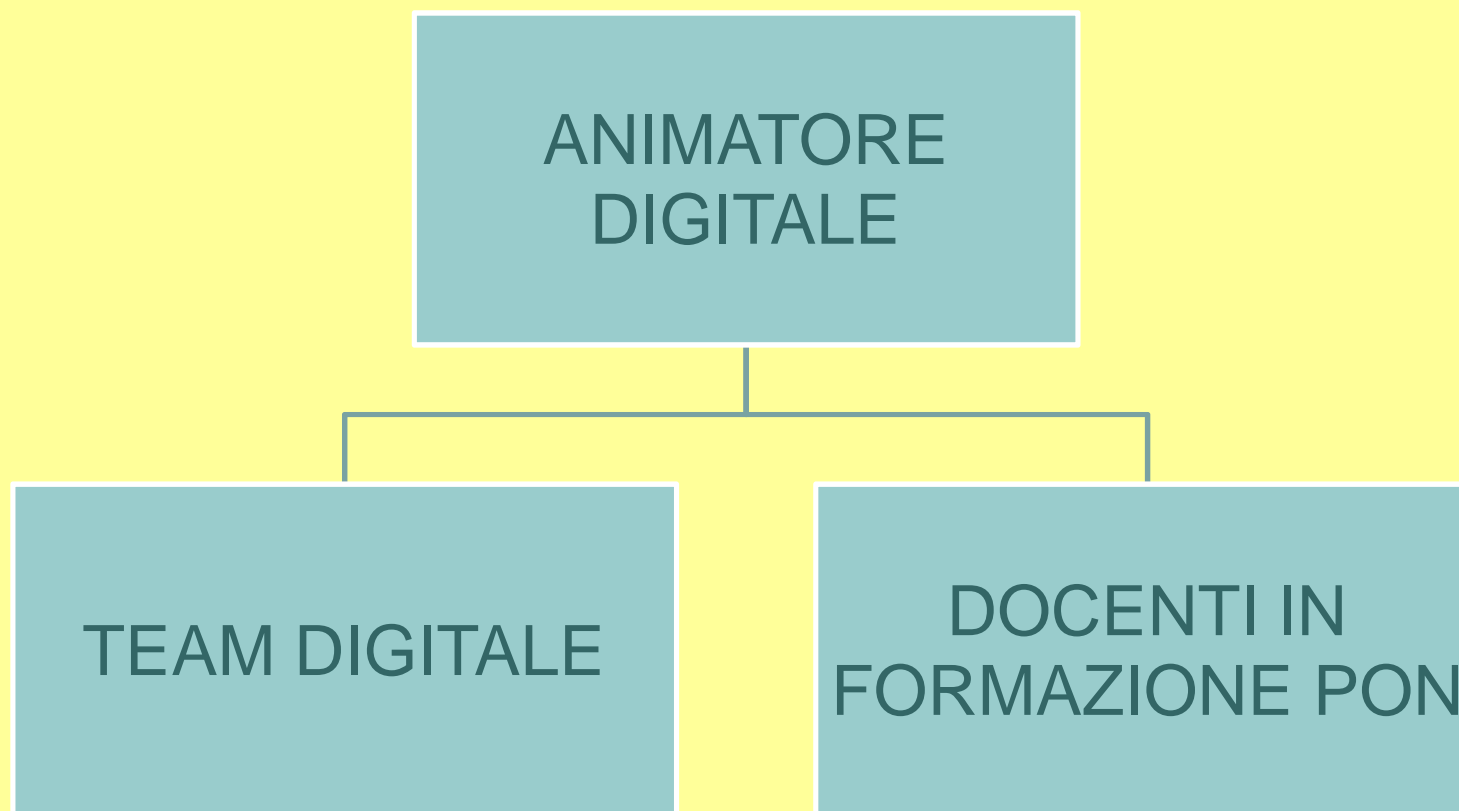 ANIMATORE
DIGITALE
TEAM DIGITALE
DOCENTI IN
FORMAZIONE PON